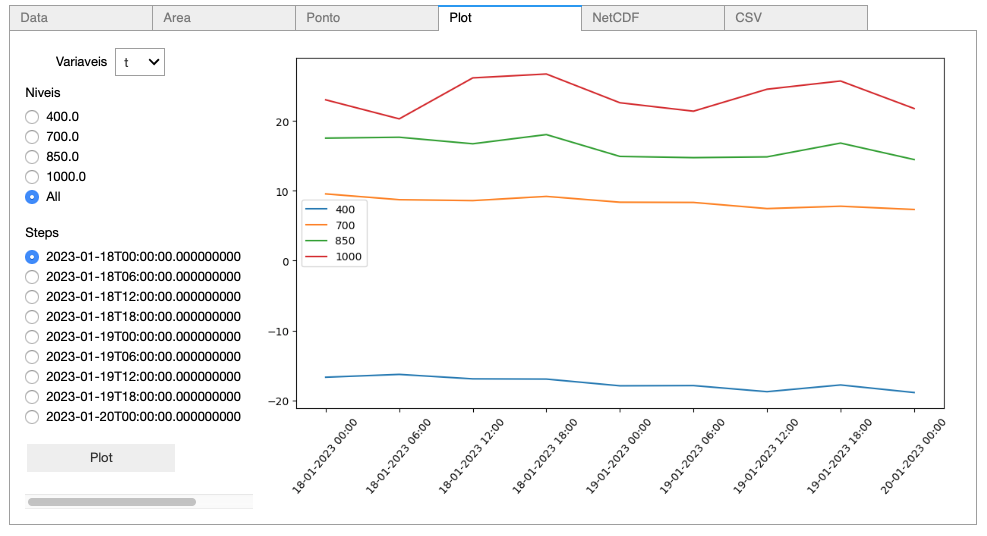 Data Area Ponto Plot NetCDF CSV
Variaveis t
Niveis
400.0
700.0
850.0
1000.0
All
Steps
2023-01-18T00:00:00.000000000
2023-01-18T06:00:00.000000000
2023-01-18T12:00:00.000000000
2023-01-18T18:00:00.000000000
2023-01-19T00:00:00.000000000
2023-01-19T06:00:00.000000000
2023-01-19T12:00:00.000000000
2023-01-19T18:00:00.000000000
2023-01-20T00:00:00.000000000
Plot
20
10
0
−10
−20
400
700
850
1000
18-01-2023 00:00
18-01-2023 06:00
18-01-2023 12:00
18-01-2023 18:00
19-01-2023 00:00
19-01-2023 06:00
19-01-2023 12:00
19-01-2023 18:00
20-01-2023 00:00